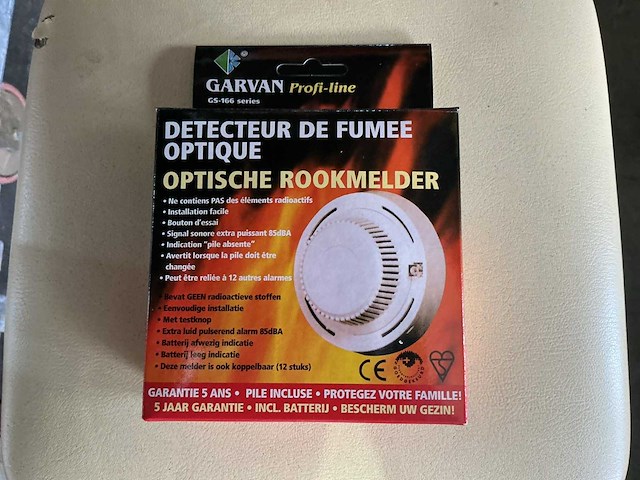 GARVAN Profi-line
GS-166 series
DETECTEUR DE FUMEE
OPTIQUE
OPTISCHE ROOKMELDER
• Ne contiens PAS des éléments radioactifs
• Installation facile
• Bouton d'essai
• Signal sonore extra puissant 85dBA
• Indication "pile absente"
• Avertit lorsque la pile doit être
changée
• Peut être reliée à 12 autres alarmes
• Bevat GEEN radioactieve stoffen
• Eenvoudige installatie
• Met testknop
• Extra luid pulserend alarm 85dBA
• Batterij afwezig indicatie
• Batterij leeg indicatie
• Deze melder is ook koppelbaar (12 stuks)
CE
GARANTIE 5 ANS • PILE INCLUSE • PROTEGEZ VOTRE FAMILLE!
5 JAAR GARANTIE • INCL. BATTERIJ • BESCHERM UW GEZIN!